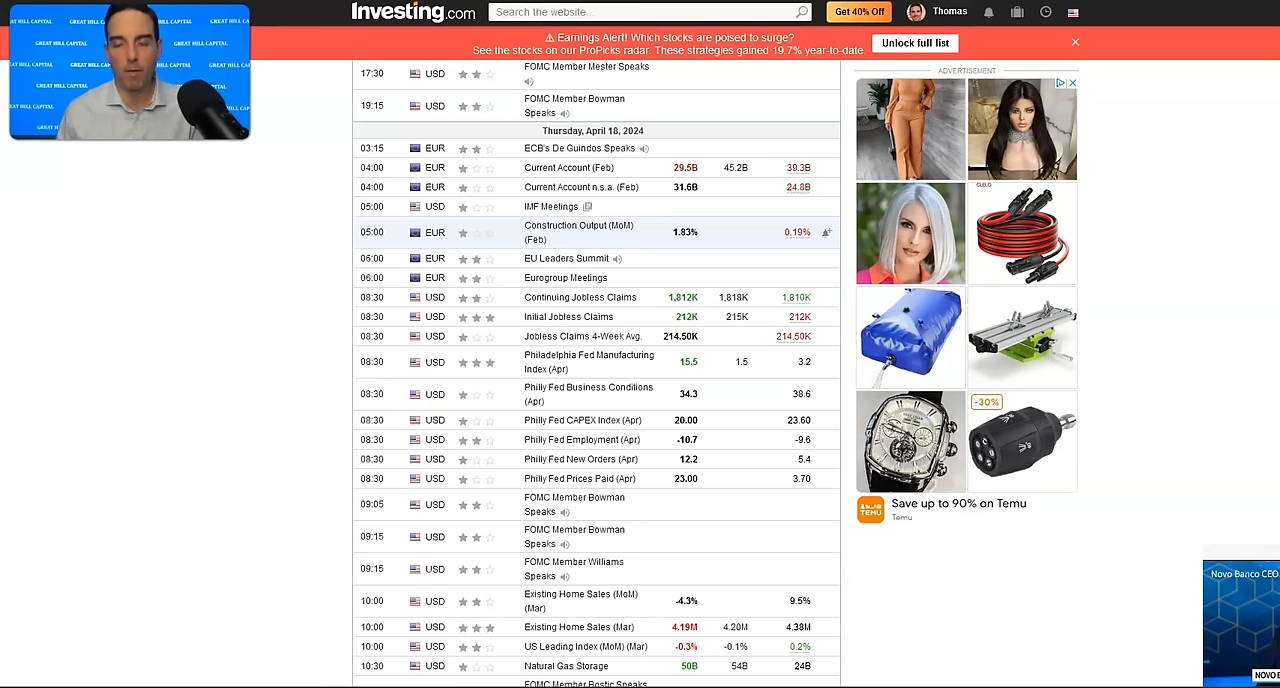 Investing.com
Search the website...
Get 40% Off
Thomas
⚠ Earnings Alert! Which stocks are poised to surge?
See the stocks on our ProPicks radar. These strategies gained 19.7% year-to-date.
Unlock full list
GREAT HILL CAPITAL
17:30 USD FOMC Member Mester Speaks
19:15 USD FOMC Member Bowman
Speaks
Thursday, April 18, 2024
03:15 EUR ECB's De Guindos Speaks
04:00 EUR Current Account (Feb) 29.5B 45.2B 39.3B
04:00 EUR Current Account n.s.a. (Feb) 31.6B 24.8B
05:00 USD IMF Meetings
05:00 EUR Construction Output (MoM)
(Feb) 1.83% 0.19%
06:00 EUR EU Leaders Summit
06:00 EUR Eurogroup Meetings
08:30 USD Continuing Jobless Claims 1,812K 1,818K 1,810K
08:30 USD Initial Jobless Claims 212K 215K 212K
08:30 USD Jobless Claims 4-Week Avg. 214.50K 214.50K
08:30 USD Philadelphia Fed Manufacturing
Index (Apr) 15.5 1.5 3.2
08:30 USD Philly Fed Business Conditions
(Apr) 34.3 38.6
08:30 USD Philly Fed CAPEX Index (Apr) 20.00 23.60
08:30 USD Philly Fed Employment (Apr) -10.7 -9.6
08:30 USD Philly Fed New Orders (Apr) 12.2 5.4
08:30 USD Philly Fed Prices Paid (Apr) 23.00 3.70
09:05 USD FOMC Member Bowman
Speaks
09:15 USD FOMC Member Bowman
Speaks
09:15 USD FOMC Member Williams
Speaks
10:00 USD Existing Home Sales (MoM)
(Mar) -4.3% 9.5%
10:00 USD Existing Home Sales (Mar) 4.19M 4.20M 4.38M
10:00 USD US Leading Index (MoM) (Mar) -0.3% -0.1% 0.2%
10:30 USD Natural Gas Storage 50B 54B 24B
FOMC Member Bostic Speaks
ADVERTISEMENT
-30%
TEMU
Save up to 90% on Temu
Temu
Novo Banco CEO
NOVO